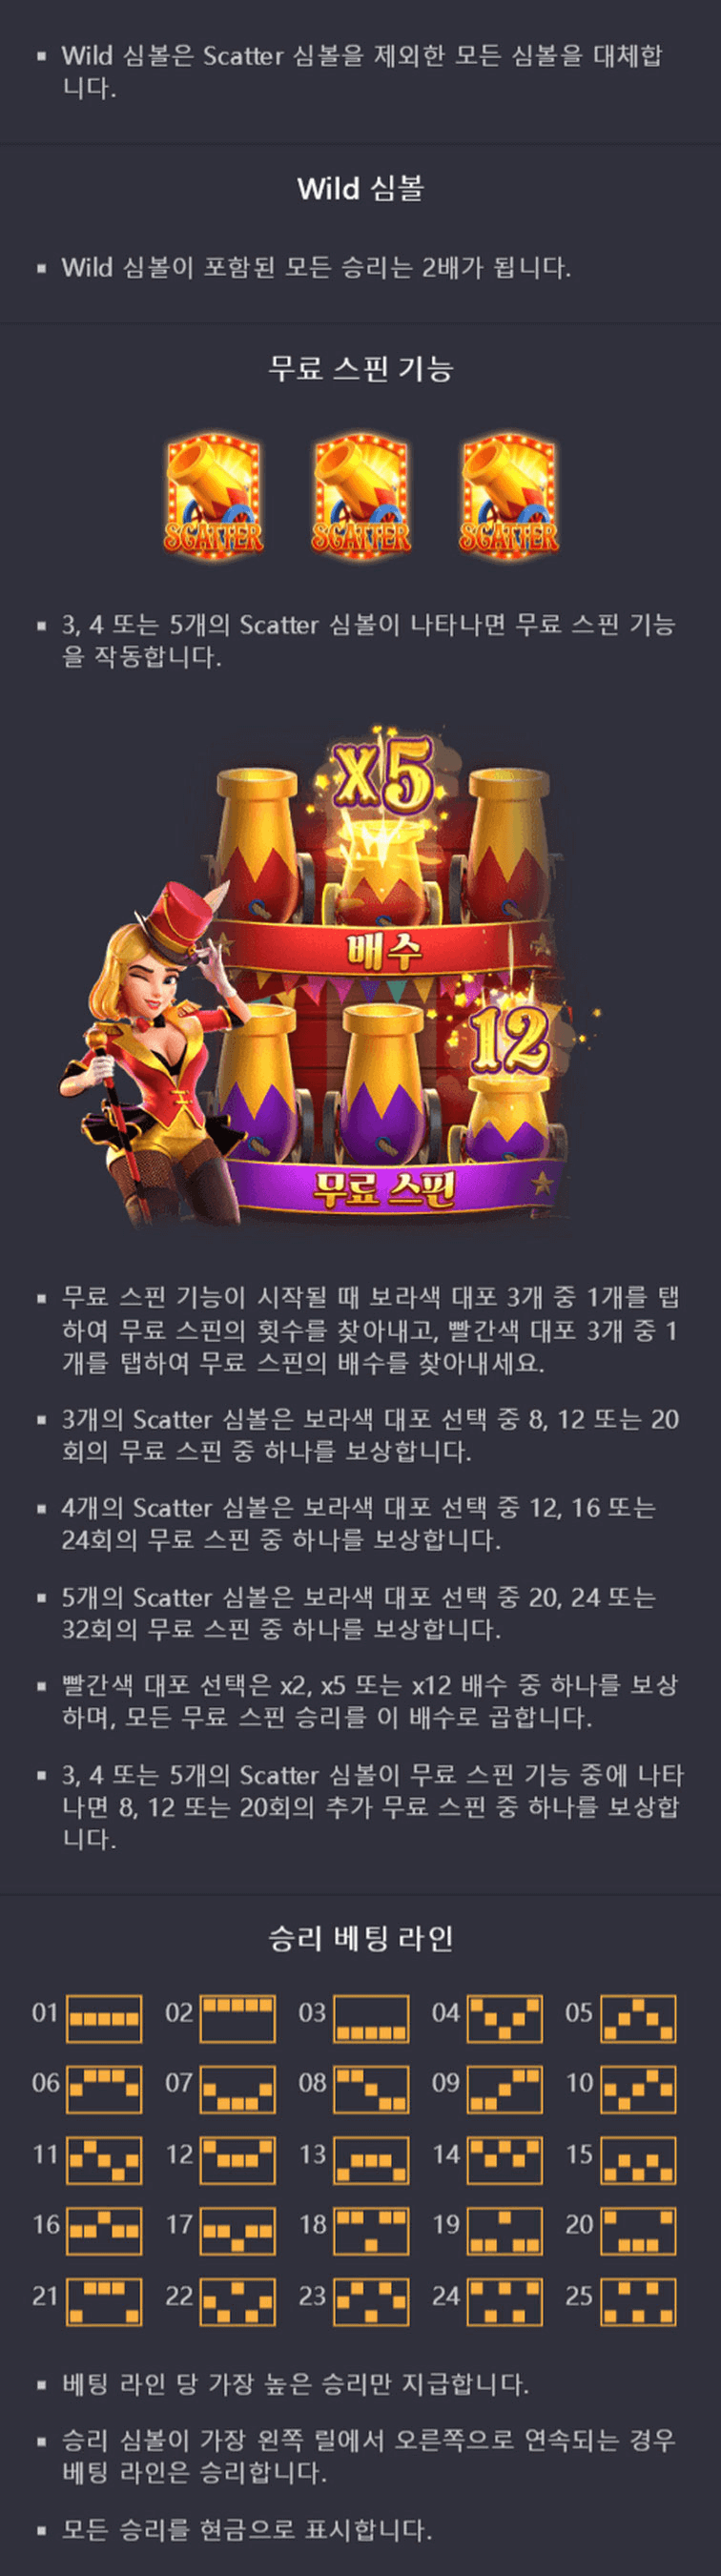 ▪ Wild 심볼은 Scatter 심볼을 제외한 모든 심볼을 대체합
니다.
Wild 심볼
▪ Wild 심볼이 포함된 모든 승리는 2배가 됩니다.
무료 스핀 기능
SCATTER SCATTER SCATTER
▪ 3, 4 또는 5개의 Scatter 심볼이 나타나면 무료 스핀 기능
을 작동합니다.
x5
배수
12
무료 스핀
▪ 무료 스핀 기능이 시작될 때 보라색 대포 3개 중 1개를 탭
하여 무료 스핀의 횟수를 찾아내고, 빨간색 대포 3개 중 1
개를 탭하여 무료 스핀의 배수를 찾아내세요.
▪ 3개의 Scatter 심볼은 보라색 대포 선택 중 8, 12 또는 20
회의 무료 스핀 중 하나를 보상합니다.
▪ 4개의 Scatter 심볼은 보라색 대포 선택 중 12, 16 또는
24회의 무료 스핀 중 하나를 보상합니다.
▪ 5개의 Scatter 심볼은 보라색 대포 선택 중 20, 24 또는
32회의 무료 스핀 중 하나를 보상합니다.
▪ 빨간색 대포 선택은 x2, x5 또는 x12 배수 중 하나를 보상
하며, 모든 무료 스핀 승리를 이 배수로 곱합니다.
▪ 3, 4 또는 5개의 Scatter 심볼이 무료 스핀 기능 중에 나타
나면 8, 12 또는 20회의 추가 무료 스핀 중 하나를 보상합
니다.
승리 베팅 라인
01 02 03 04 05
06 07 08 09 10
11 12 13 14 15
16 17 18 19 20
21 22 23 24 25
▪ 베팅 라인 당 가장 높은 승리만 지급합니다.
▪ 승리 심볼이 가장 왼쪽 릴에서 오른쪽으로 연속되는 경우
베팅 라인은 승리합니다.
▪ 모든 승리를 현금으로 표시합니다.